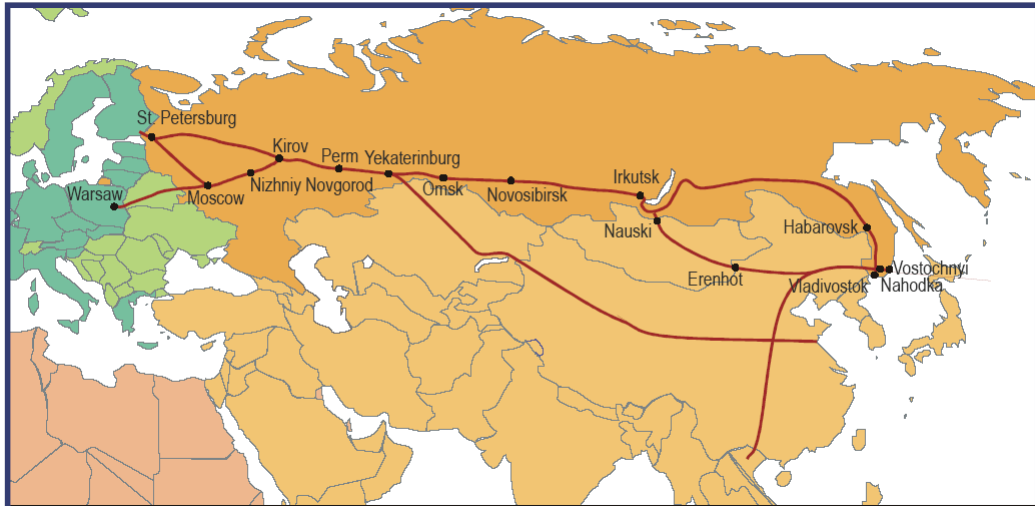 St. Petersburg
Kirov
Perm
Yekaterinburg
Warsaw
Moscow
Nizhniy Novgorod
Omsk
Novosibirsk
Irkutsk
Nauski
Habarovsk
Erenhot
Vostochnyi
Vladivostok
Nahodka